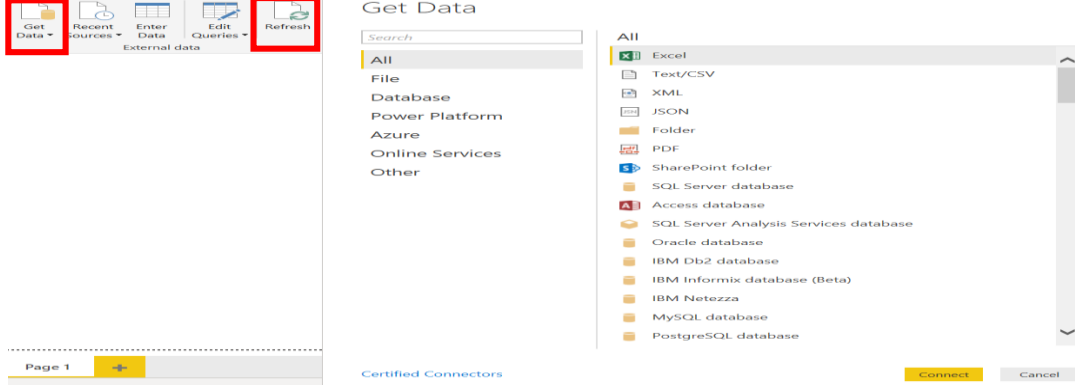 Get Data
Recent Sources
Enter Data
Edit Queries
Refresh
External data
Page 1
Get Data
Search
All
File
Database
Power Platform
Azure
Online Services
Other
All
Excel
Text/CSV
XML
JSON
Folder
PDF
SharePoint folder
SQL Server database
Access database
SQL Server Analysis Services database
Oracle database
IBM Db2 database
IBM Informix database (Beta)
IBM Netezza
MySQL database
PostgreSQL database
Certified Connectors
Connect
Cancel